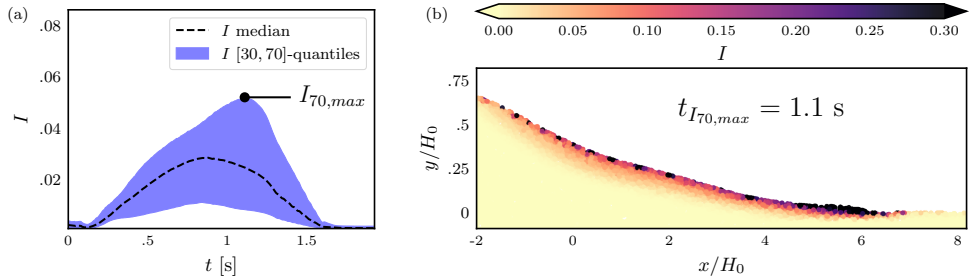 (a)
.08
.06
.04
.02
I
I median
I [30, 70]-quantiles
I70,max
0
.5
1
1.5
t [s]
(b)
0.00
0.05
0.10
0.15
0.20
0.25
0.30
I
.75
.5
.25
0
y/H0
tI70,max = 1.1 s
-2
0
2
4
6
8
x/H0